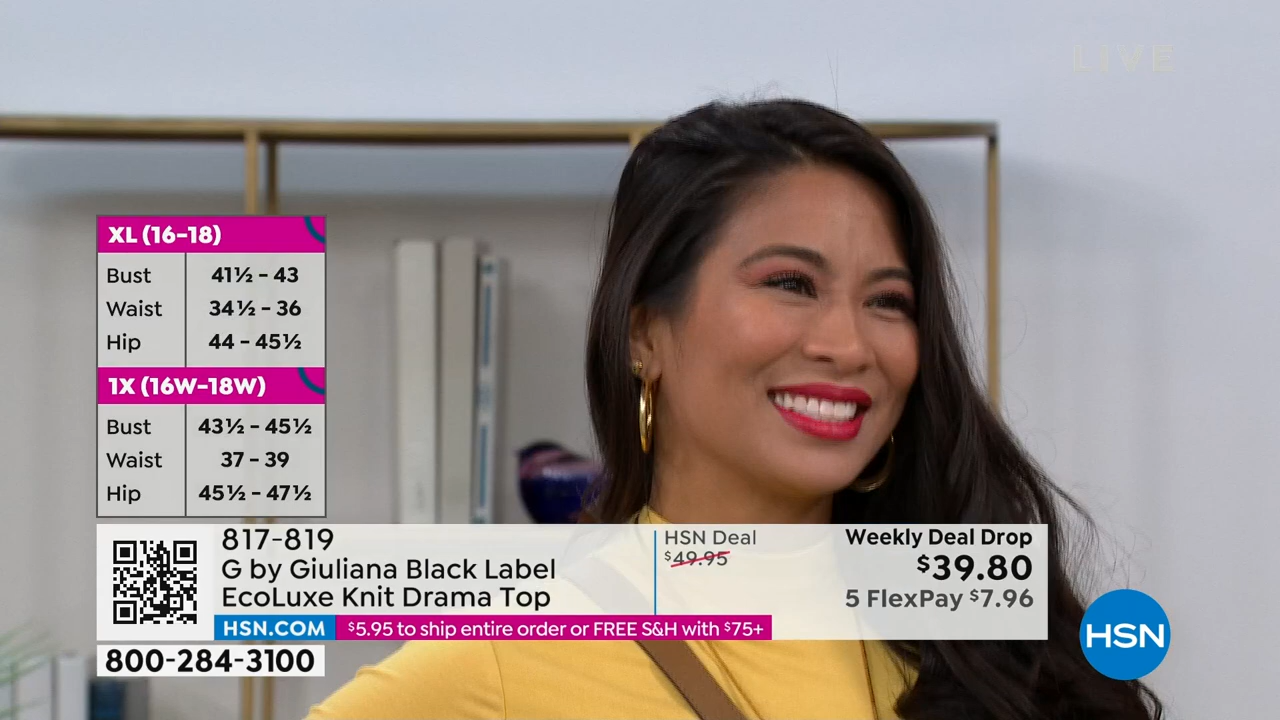 LIVE
XL (16-18)
Bust 41½ - 43
Waist 34½ - 36
Hip 44 - 45½
1X (16W-18W)
Bust 43½ - 45½
Waist 37 - 39
Hip 45½ - 47½
817-819
G by Giuliana Black Label
EcoLuxe Knit Drama Top
HSN Deal
$49.95
Weekly Deal Drop
$39.80
5 FlexPay $7.96
HSN.COM
$5.95 to ship entire order or FREE S&H with $75+
800-284-3100
HSN